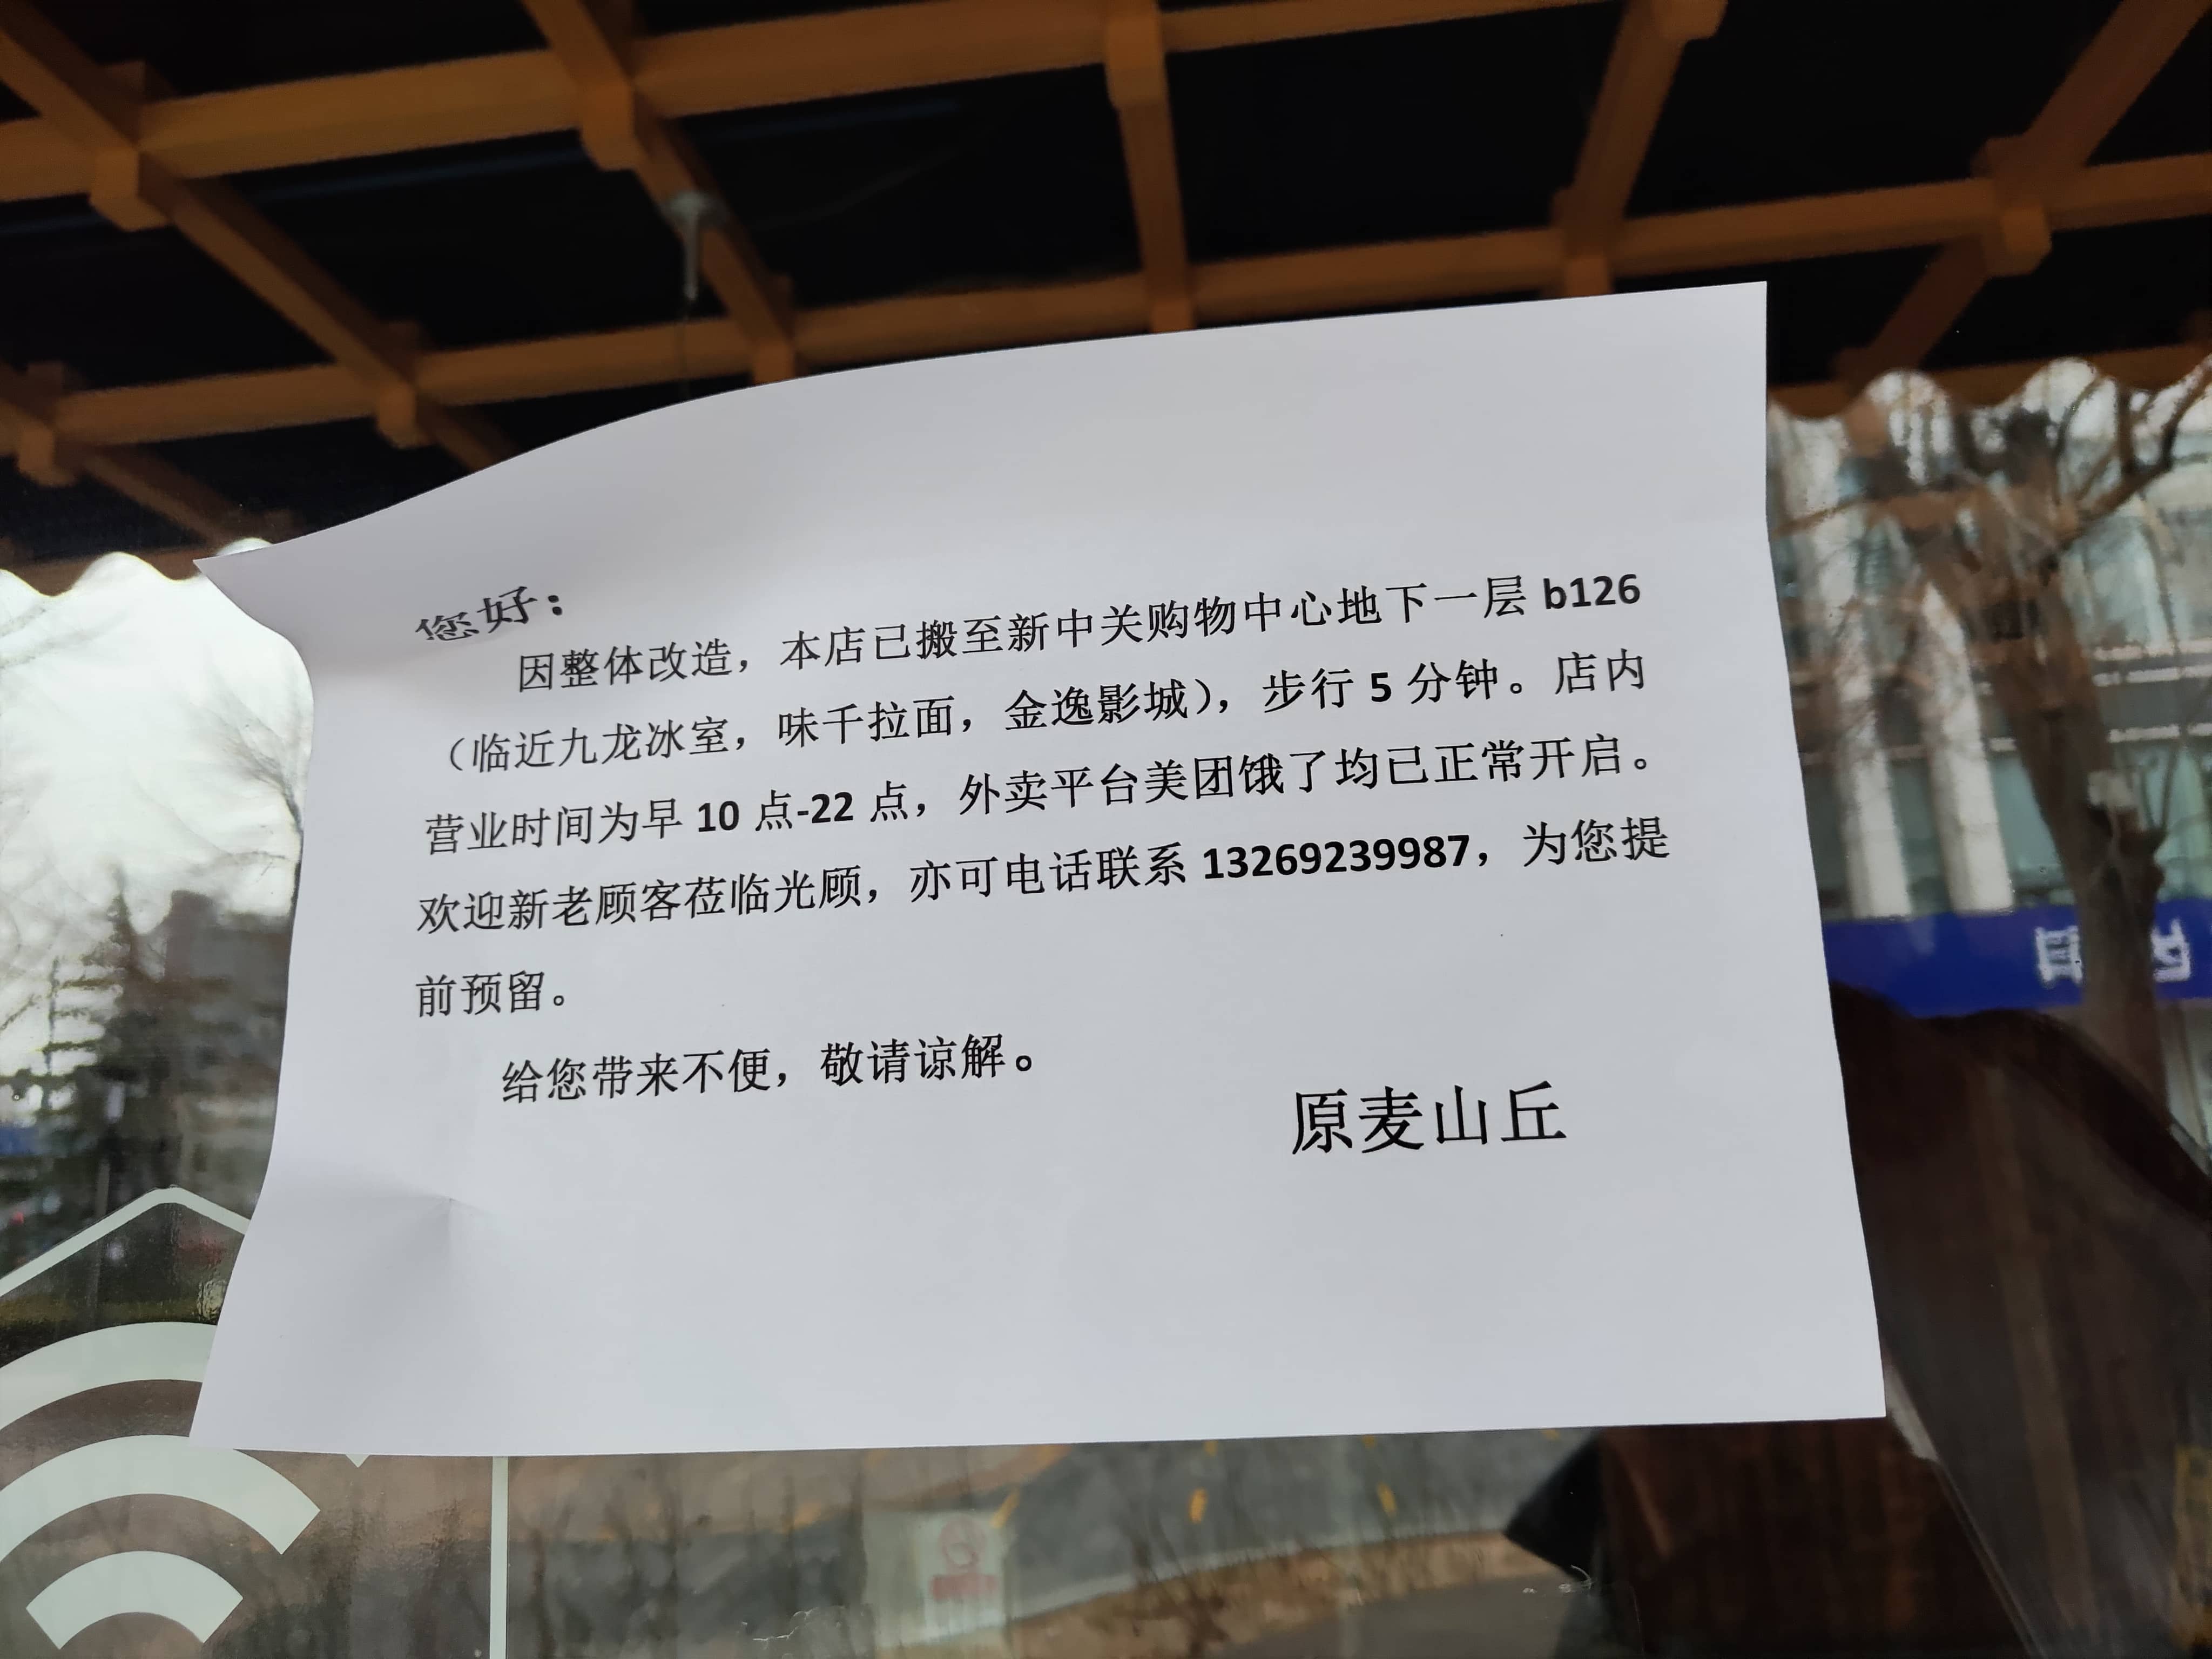 您好：
因整体改造，本店已搬至新中关购物中心地下一层 b126
（临近九龙冰室，味千拉面，金逸影城），步行 5 分钟。店内
营业时间为早 10 点-22 点，外卖平台美团饿了均已正常开启。
欢迎新老顾客莅临光顾，亦可电话联系 13269239987，为您提
前预留。
给您带来不便，敬请谅解。
原麦山丘